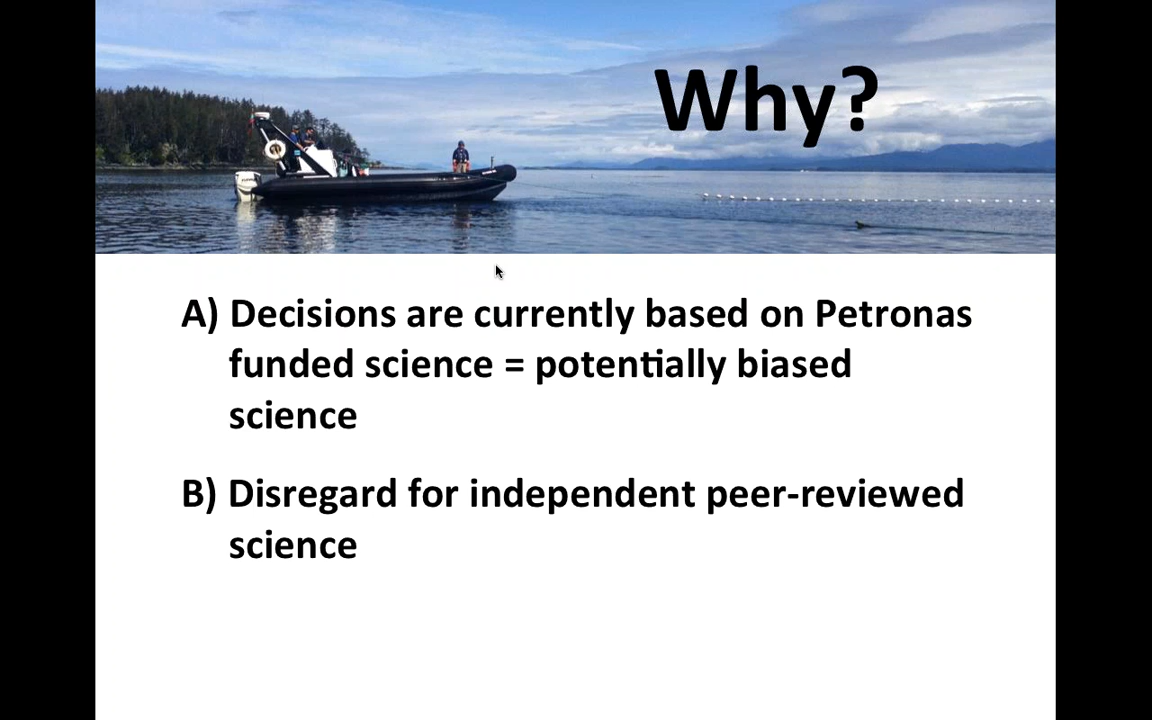 Why?
A) Decisions are currently based on Petronas
funded science = potentially biased
science
B) Disregard for independent peer-reviewed
science